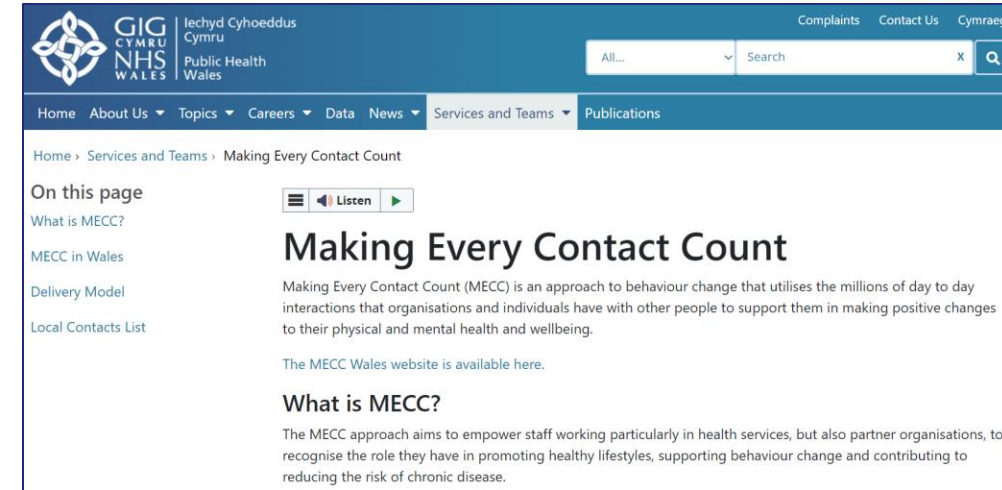 GIG
CYMRU
NHS
WALES
Iechyd Cyhoeddus
Cymru
Public Health
Wales
Complaints Contact Us Cymraeg
All... Search x
Home About Us Topics Careers Data News Services and Teams Publications
Home › Services and Teams › Making Every Contact Count
On this page
What is MECC?
MECC in Wales
Delivery Model
Local Contacts List
Listen
Making Every Contact Count
Making Every Contact Count (MECC) is an approach to behaviour change that utilises the millions of day to day
interactions that organisations and individuals have with other people to support them in making positive changes
to their physical and mental health and wellbeing.
The MECC Wales website is available here.
What is MECC?
The MECC approach aims to empower staff working particularly in health services, but also partner organisations, to
recognise the role they have in promoting healthy lifestyles, supporting behaviour change and contributing to
reducing the risk of chronic disease.